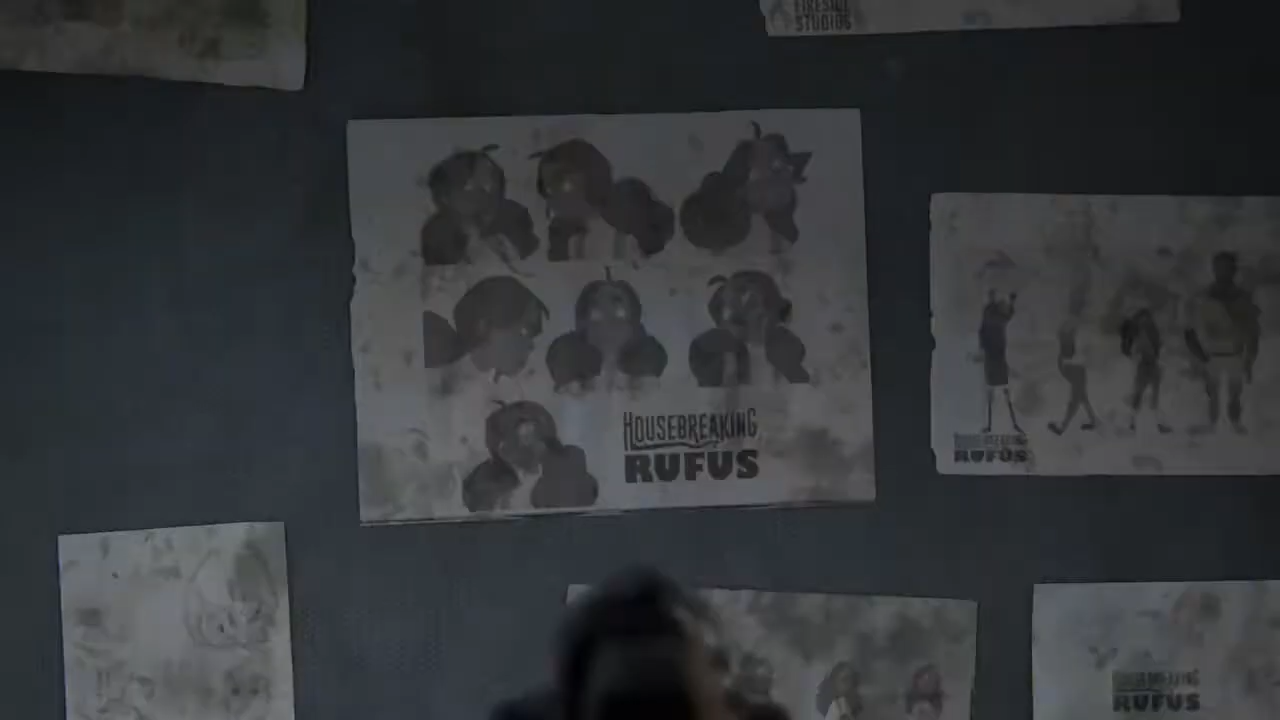 FIRESIDE
STUDIOS
HOUSEBREAKING
RUFUS
HOUSEBREAKING
RUFUS
HOUSEBREAKING
RUFUS